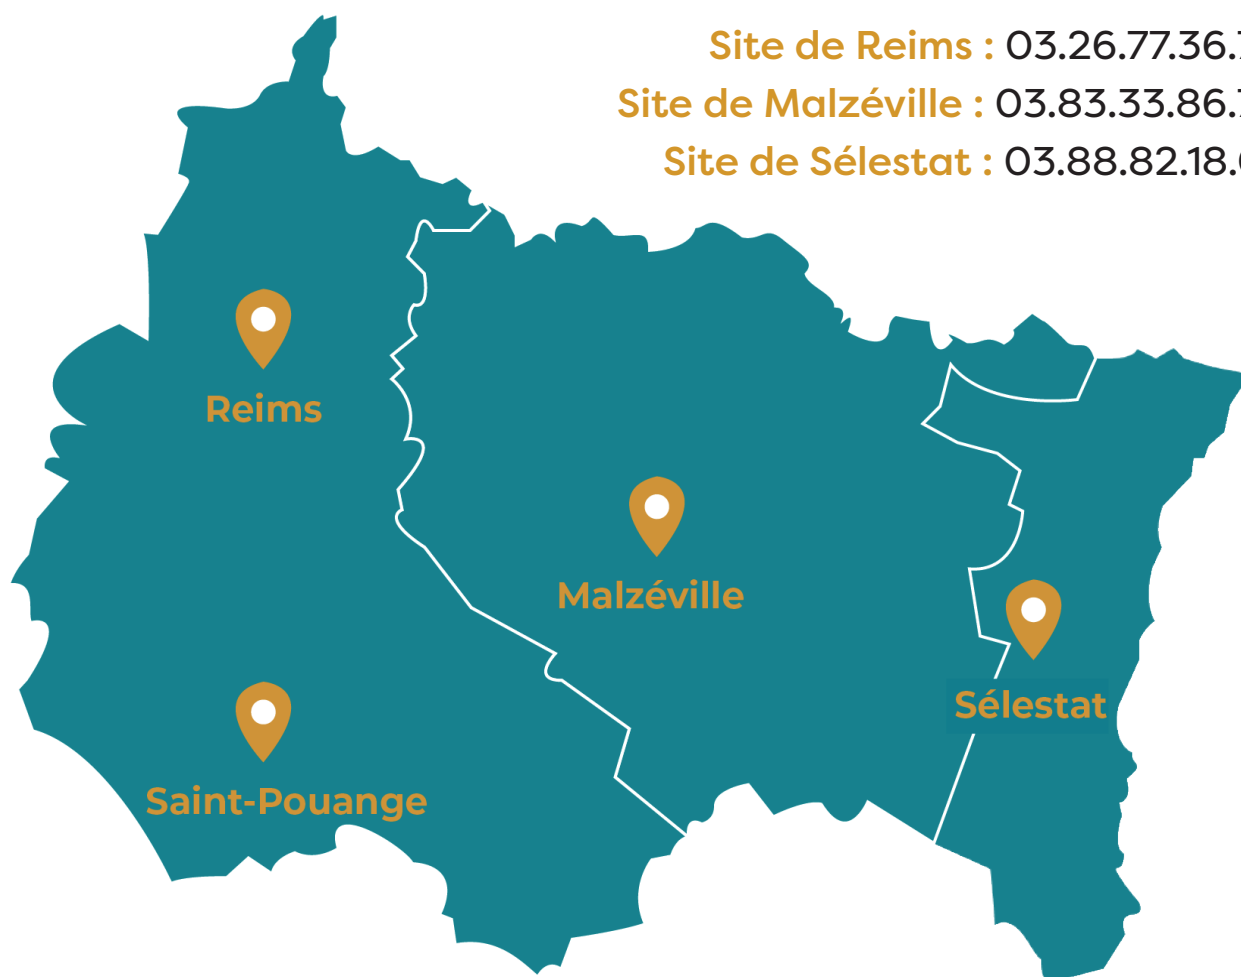 Site de Reims : 03.26.77.36.
Site de Malzéville : 03.83.33.86.
Site de Sélestat : 03.88.82.18.
Reims
Malzéville
Sélestat
Saint-Pouange